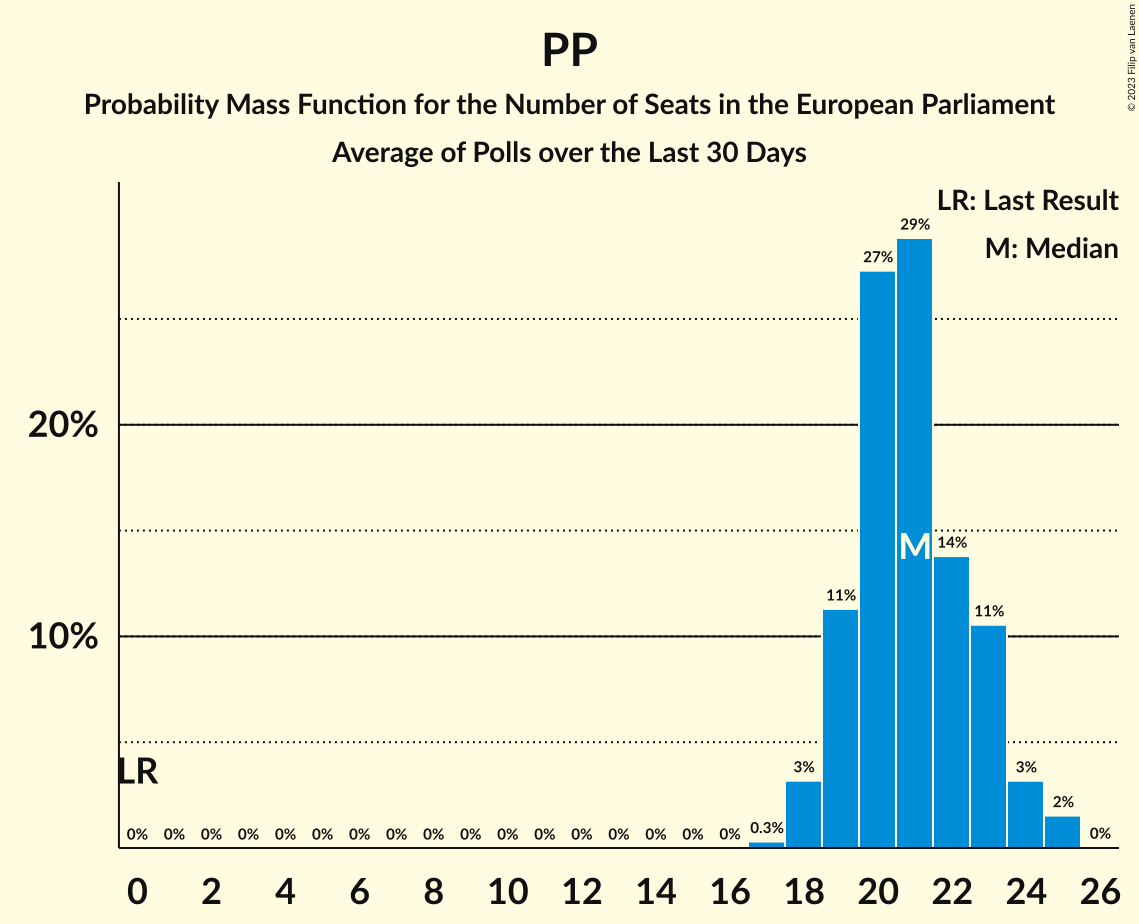 PP
Probability Mass Function for the Number of Seats in the European Parliament
Average of Polls over the Last 30 Days
© 2023 Filip van Laenen
LR: Last Result
M: Median
20%
10%
LR
M
0% 0% 0% 0% 0% 0% 0% 0% 0% 0% 0% 0% 0% 0% 0% 0% 0% 0.3% 3% 11% 27% 29% 14% 11% 3% 2% 0%
0 2 4 6 8 10 12 14 16 18 20 22 24 26